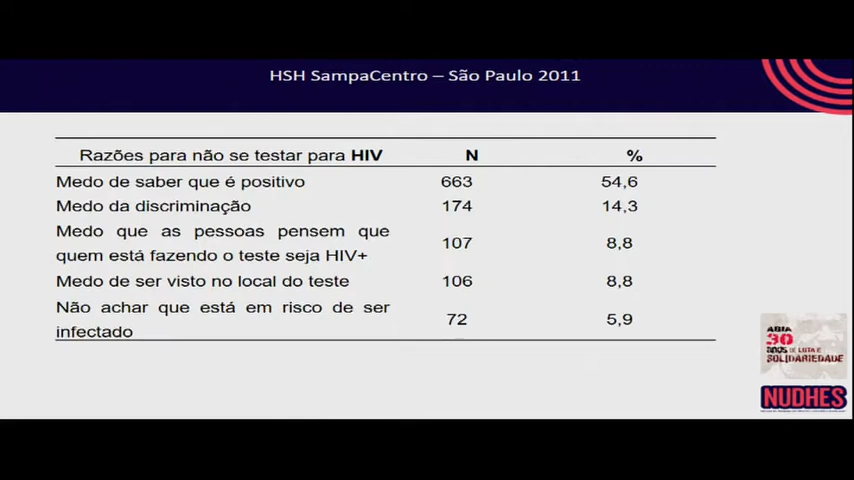 HSH SampaCentro – São Paulo 2011
Razões para não se testar para HIV N %
Medo de saber que é positivo 663 54,6
Medo da discriminação 174 14,3
Medo que as pessoas pensem que
quem está fazendo o teste seja HIV+ 107 8,8
Medo de ser visto no local do teste 106 8,8
Não achar que está em risco de ser
infectado 72 5,9
ABIA
30
anos DE LUTA E
SOLIDARIEDADE
NUDHES